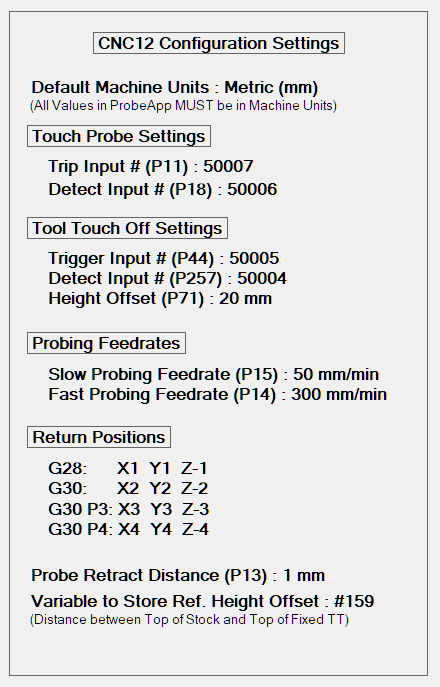 CNC12 Configuration Settings
Default Machine Units : Metric (mm)
(All Values in ProbeApp MUST be in Machine Units)
Touch Probe Settings
Trip Input # (P11) : 50007
Detect Input # (P18) : 50006
Tool Touch Off Settings
Trigger Input # (P44) : 50005
Detect Input # (P257) : 50004
Height Offset (P71) : 20 mm
Probing Feedrates
Slow Probing Feedrate (P15) : 50 mm/min
Fast Probing Feedrate (P14) : 300 mm/min
Return Positions
G28: X1 Y1 Z-1
G30: X2 Y2 Z-2
G30 P3: X3 Y3 Z-3
G30 P4: X4 Y4 Z-4
Probe Retract Distance (P13) : 1 mm
Variable to Store Ref. Height Offset : #159
(Distance between Top of Stock and Top of Fixed TT)